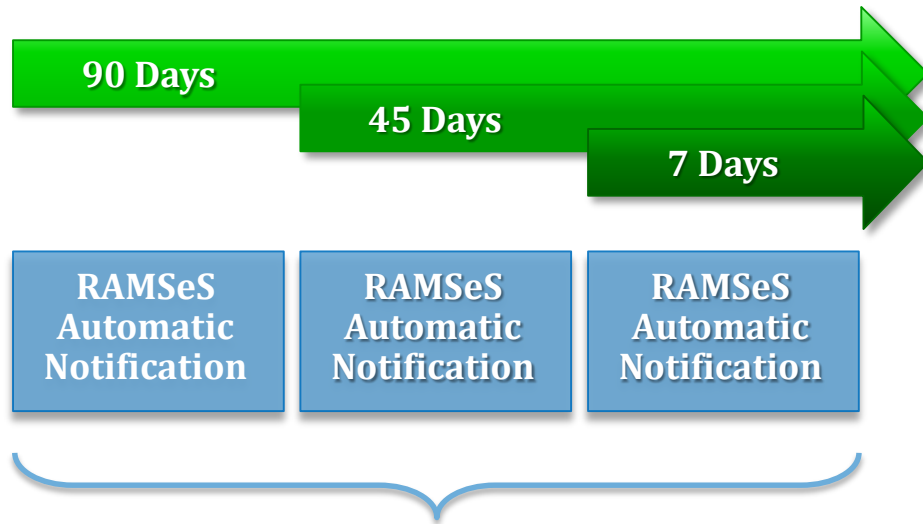 90 Days
45 Days
7 Days
RAMSeS
Automatic
Notification
RAMSeS
Automatic
Notification
RAMSeS
Automatic
Notification